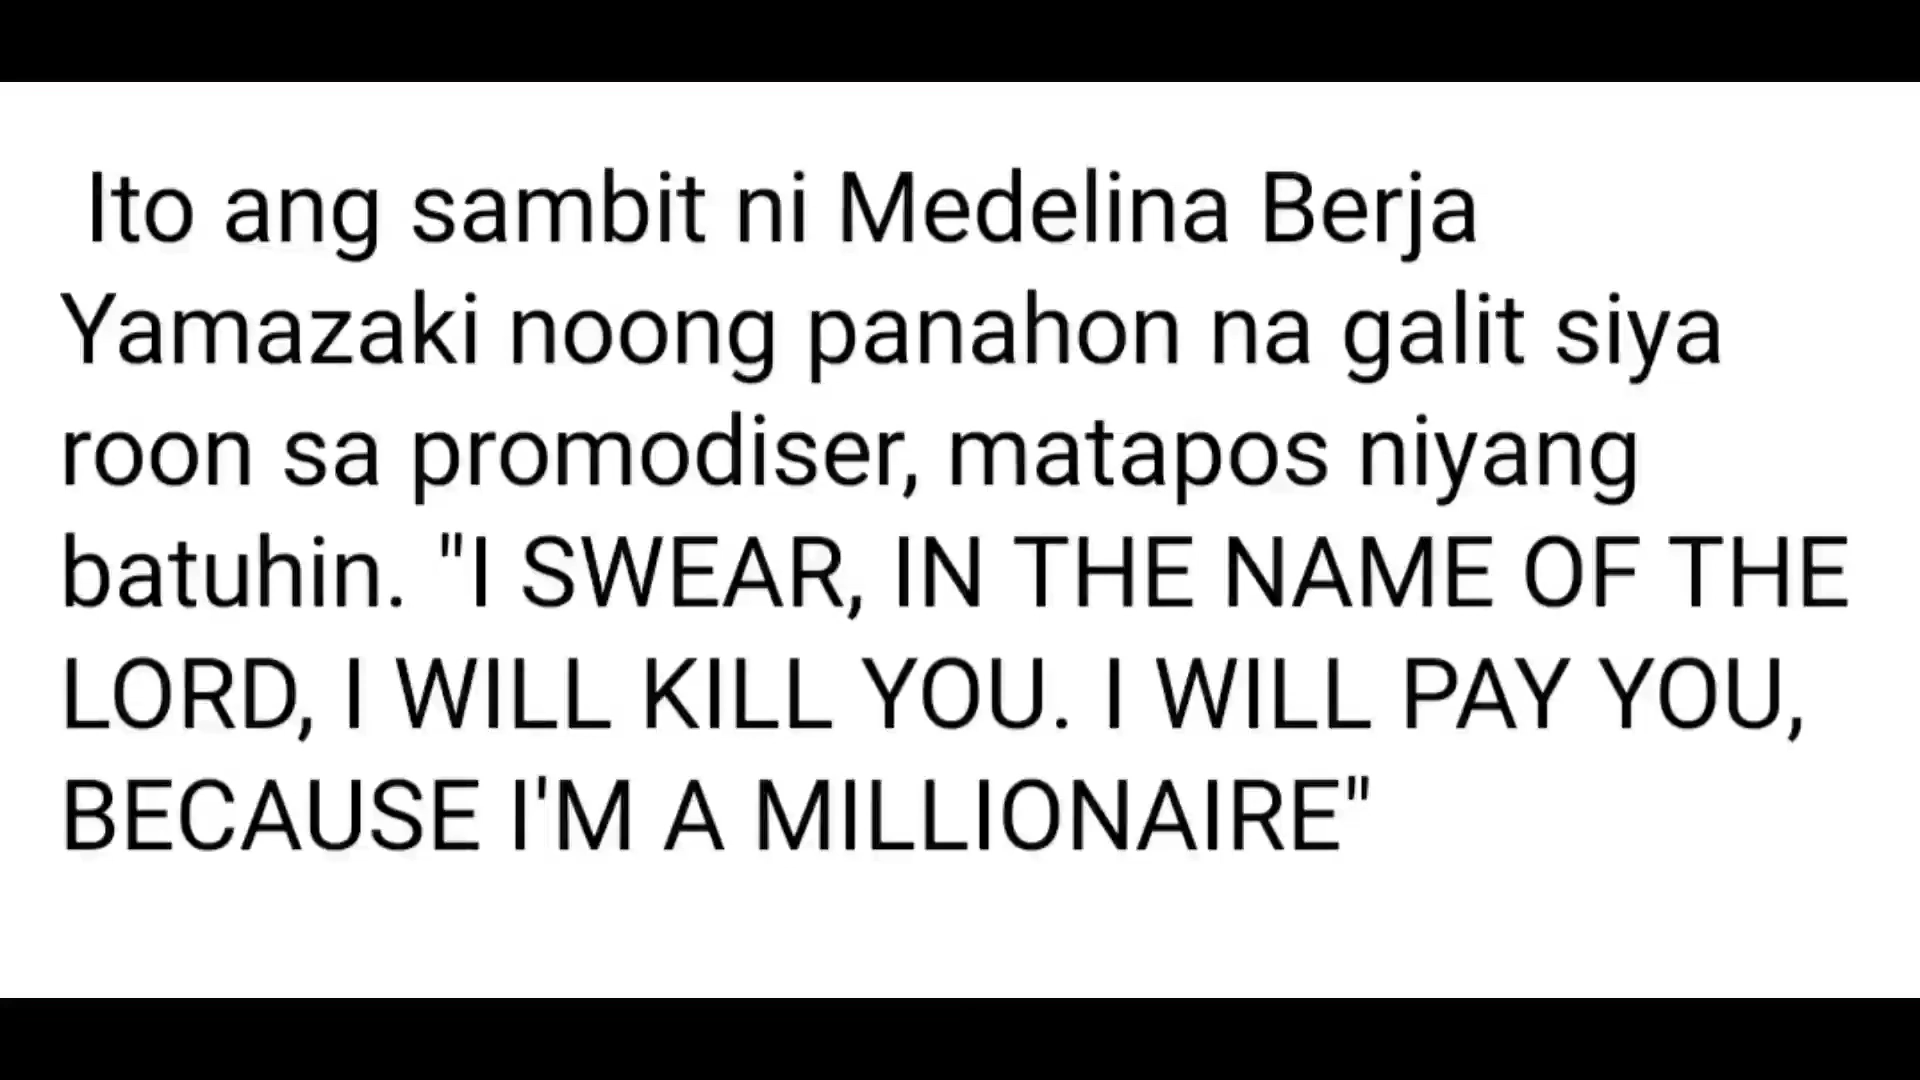 Ito ang sambit ni Medelina Berja
Yamazaki noong panahon na galit siya
roon sa promodiser, matapos niyang
batuhin. "I SWEAR, IN THE NAME OF THE
LORD, I WILL KILL YOU. I WILL PAY YOU,
BECAUSE I'M A MILLIONAIRE"